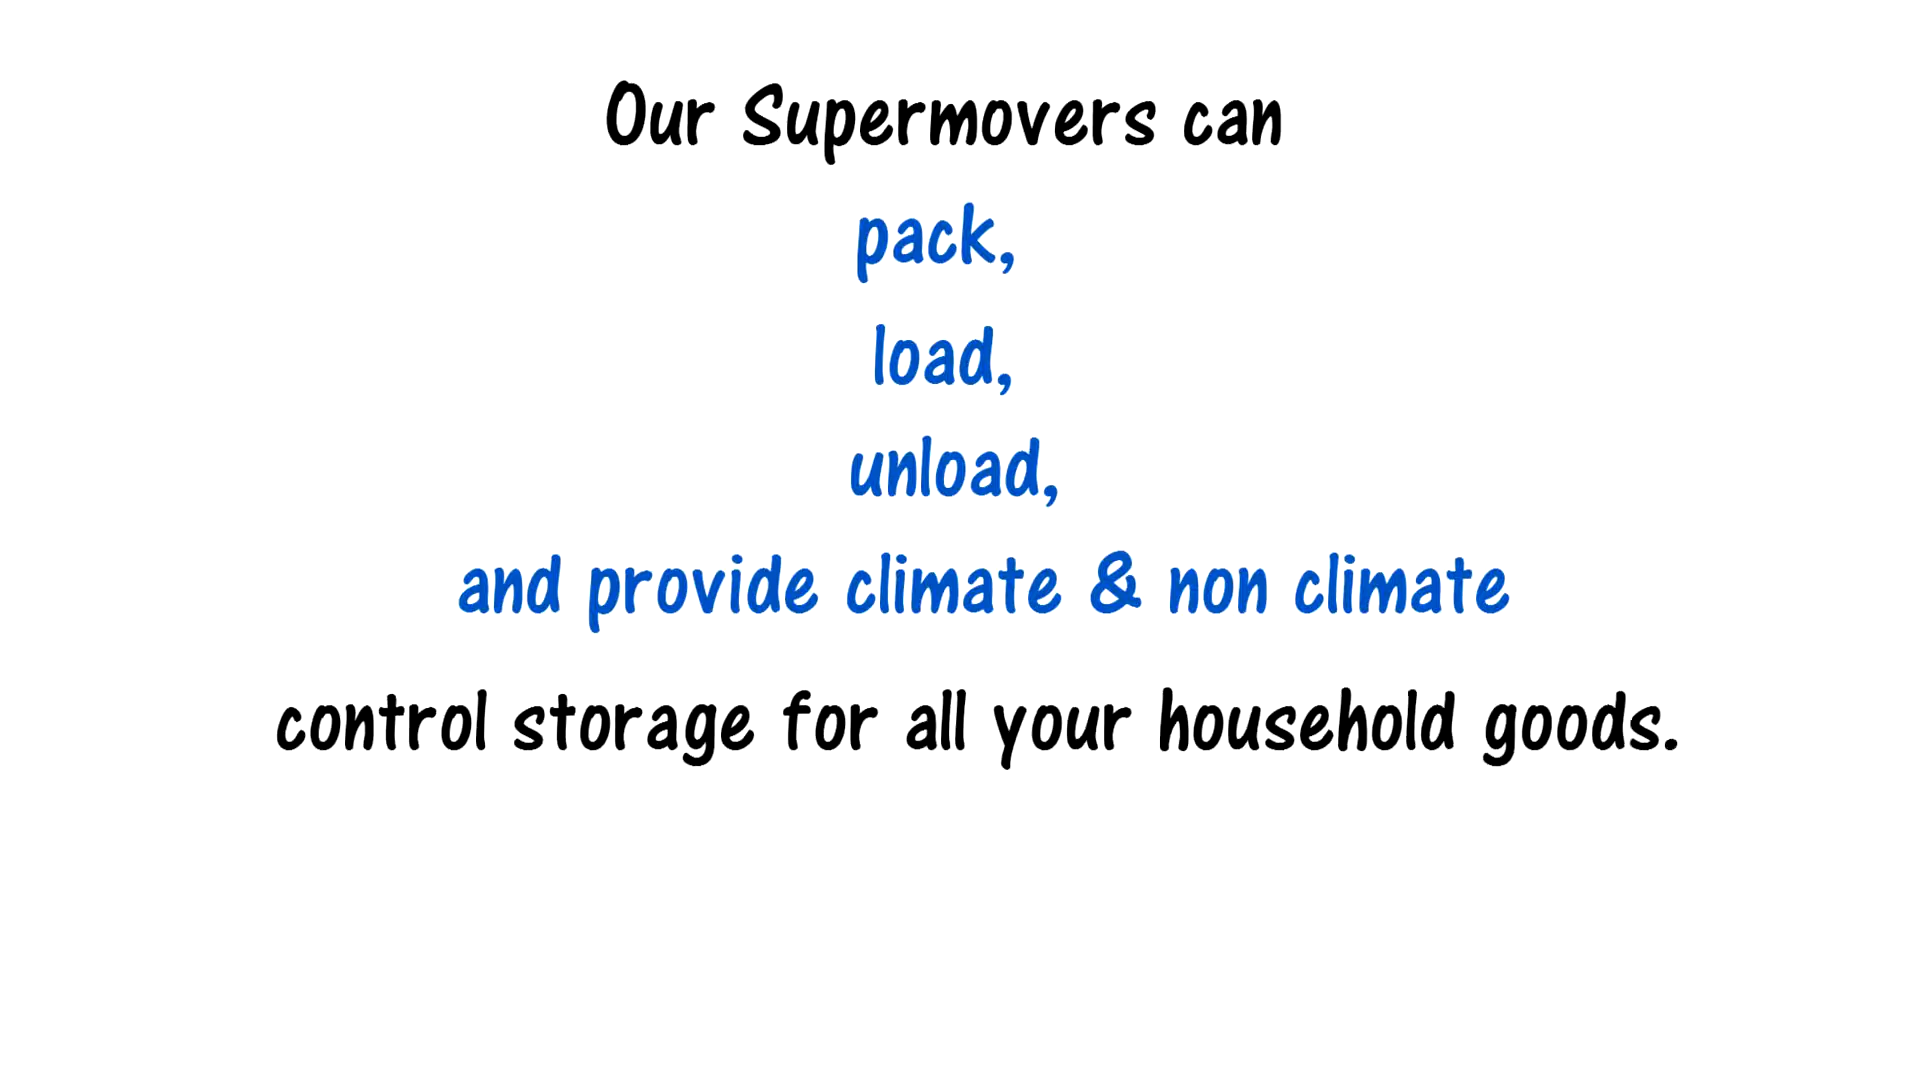 Our Supermovers can
pack,
load,
unload,
and provide climate & non climate
control storage for all your household goods.